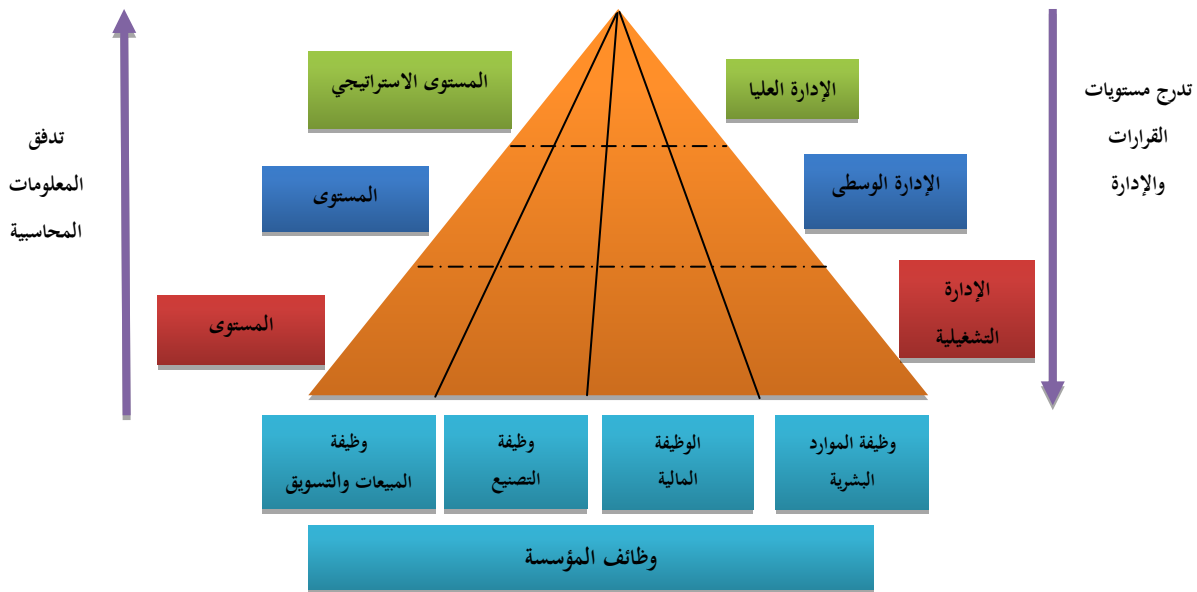 تدرج مستويات
القرارات
والإدارة
الإدارة العليا
المستوى الاستراتيجي
الإدارة الوسطى
المستوى
الإدارة
التشغيلية
المستوى
تدفق
المعلومات
المحاسبية
وظيفة الموارد
البشرية
الوظيفة
المالية
وظيفة
التصنيع
وظيفة
المبيعات والتسويق
وظائف المؤسسة